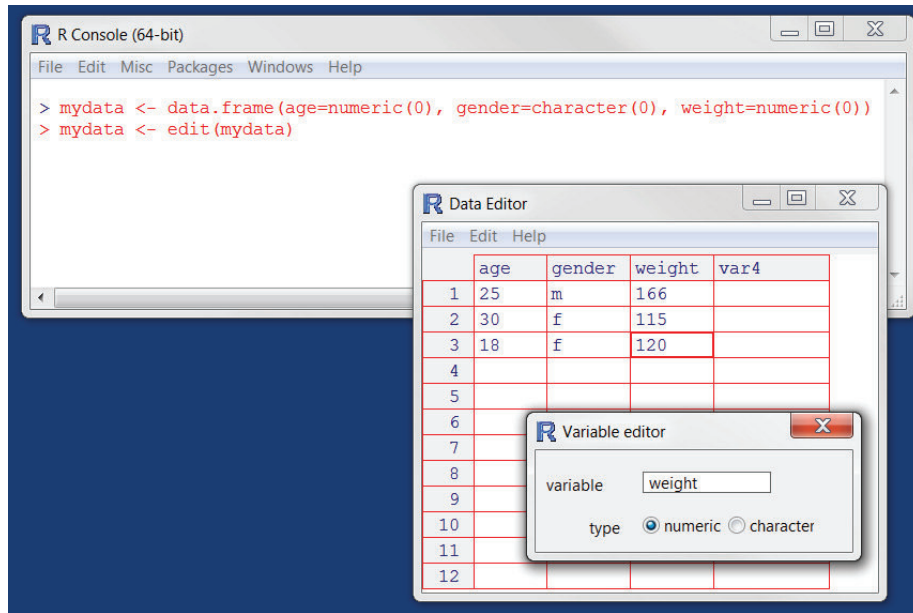 R Console (64-bit)
File Edit Misc Packages Windows Help
> mydata <- data.frame(age=numeric(0), gender=character(0), weight=numeric(0))
> mydata <- edit(mydata)
R Data Editor
File Edit Help
age gender weight var4
1 25 m 166
2 30 f 115
3 18 f 120
4
5
6
7
8
9
10
11
12
R Variable editor
variable weight
type numeric character